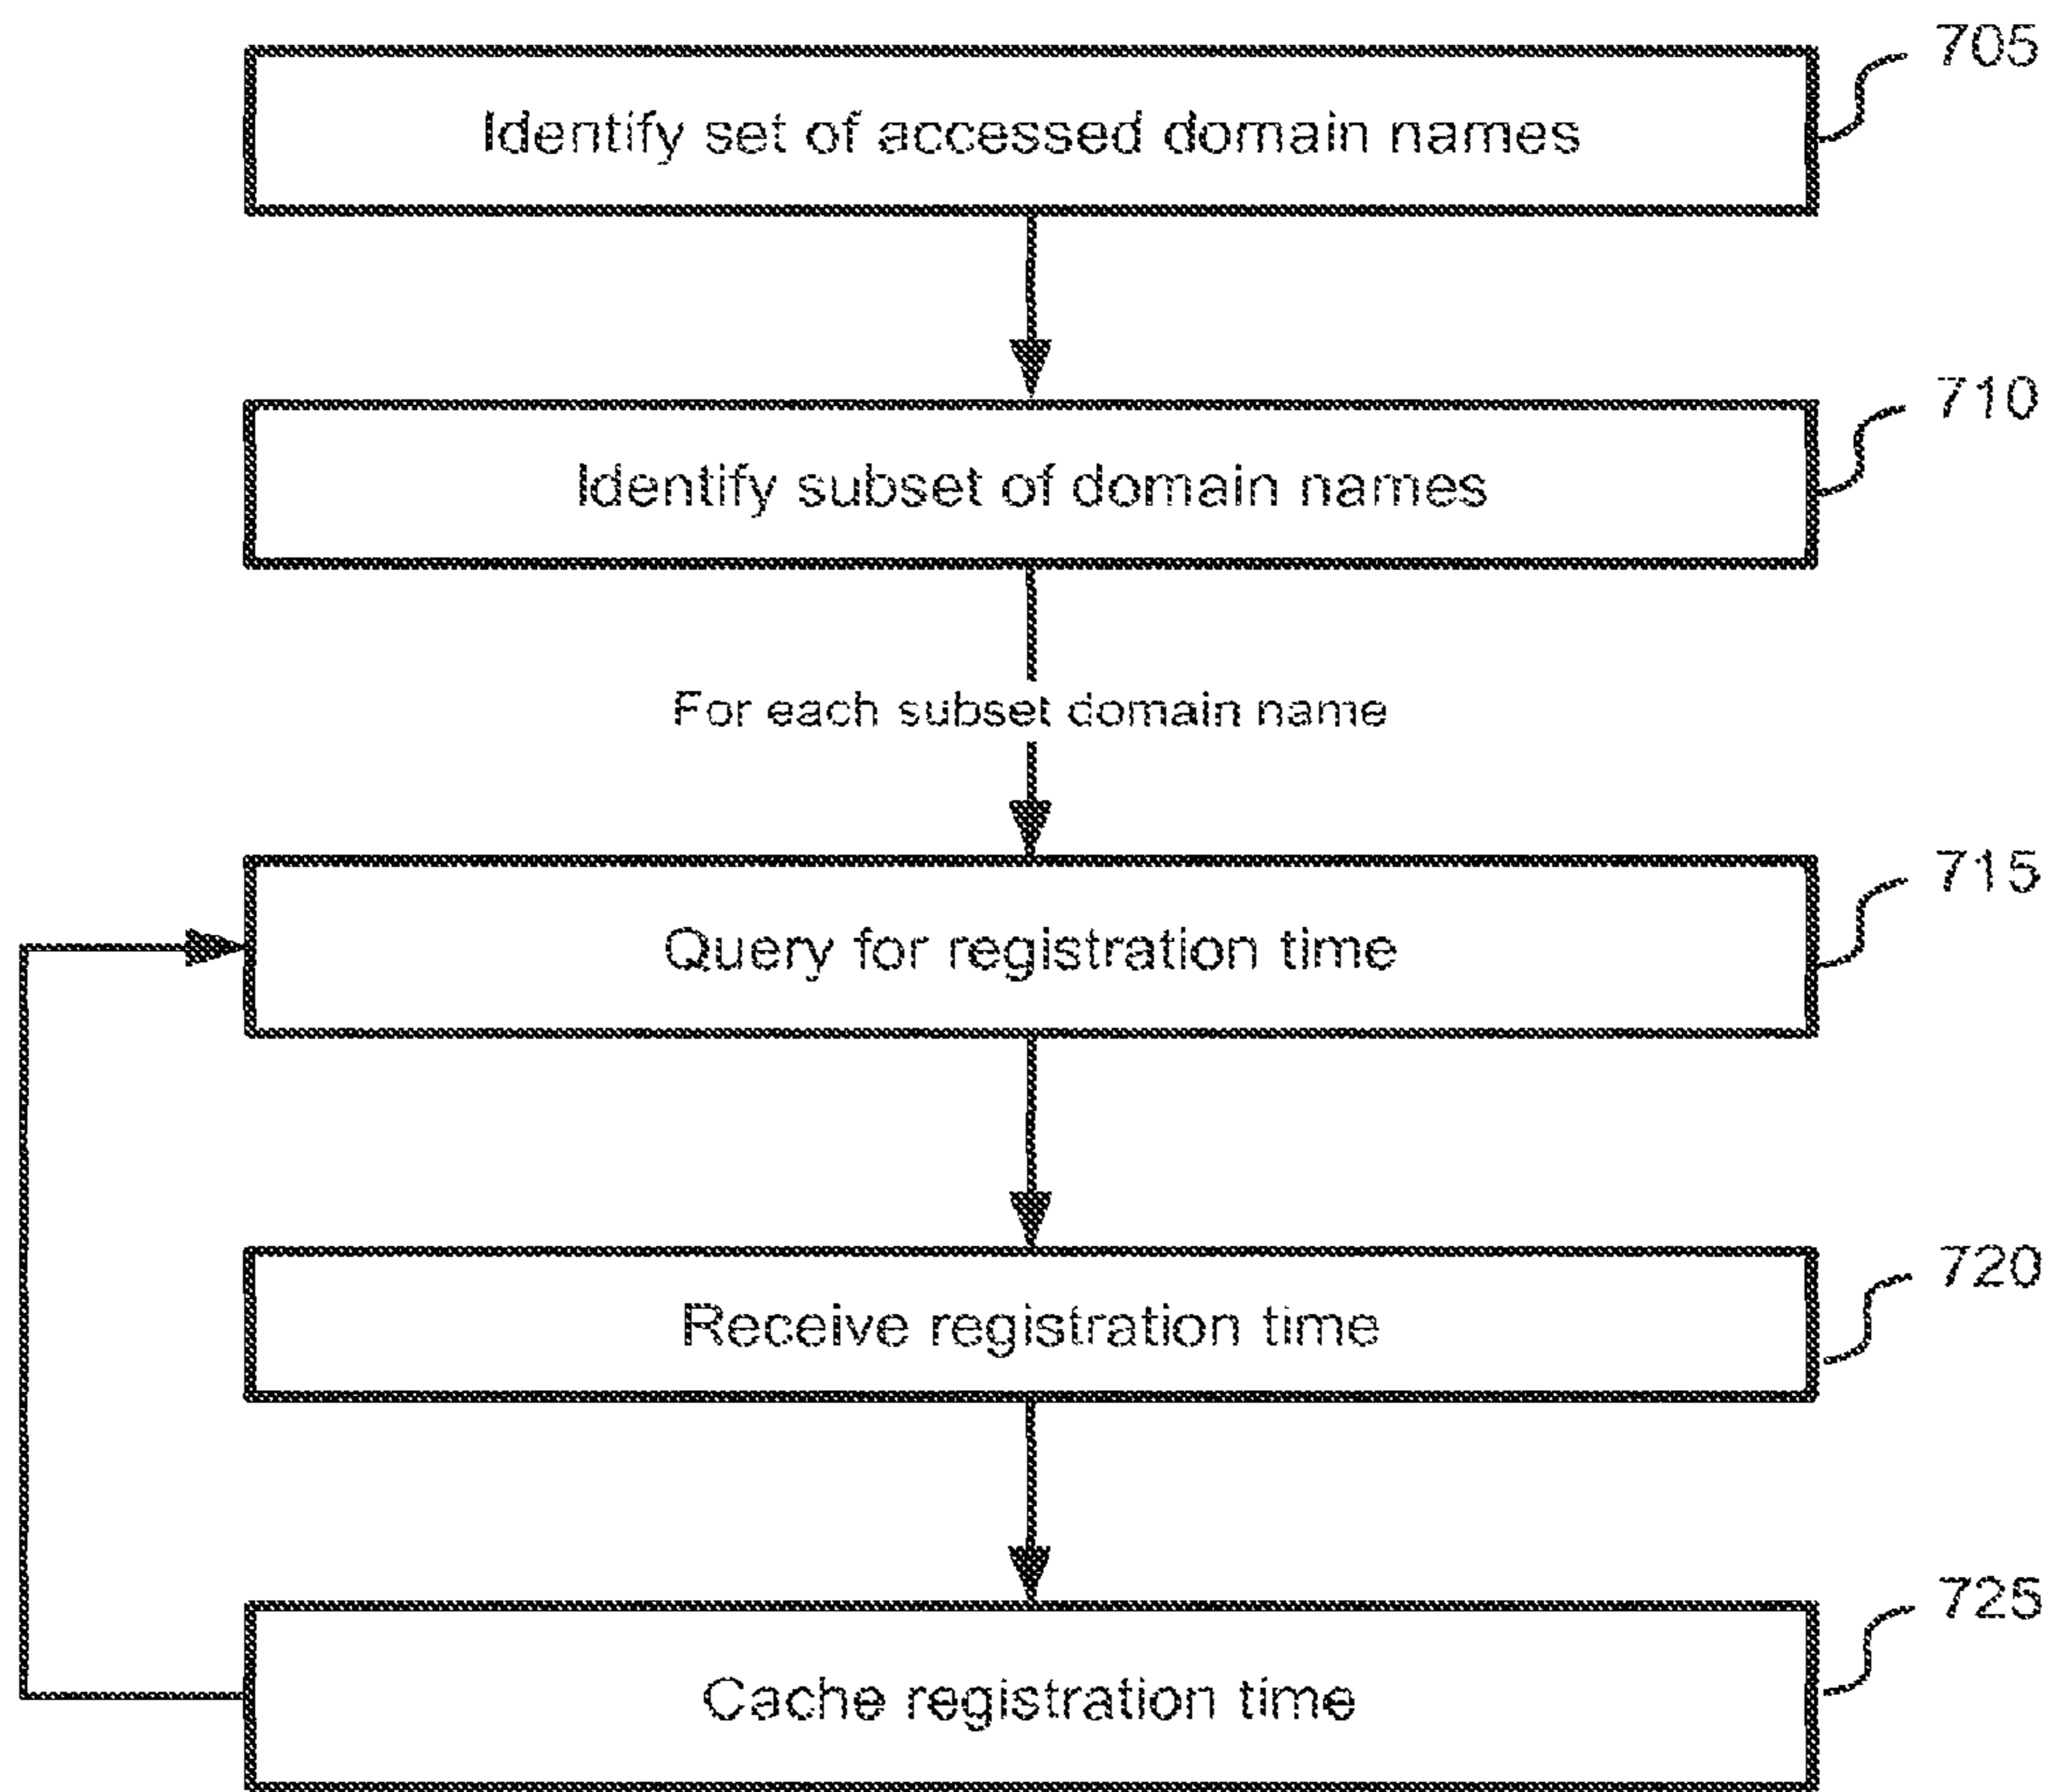 705
Identify set of accessed domain names
710
Identify subset of domain names
For each subset domain name
715
Query for registration time
720
Receive registration time
725
Cache registration time